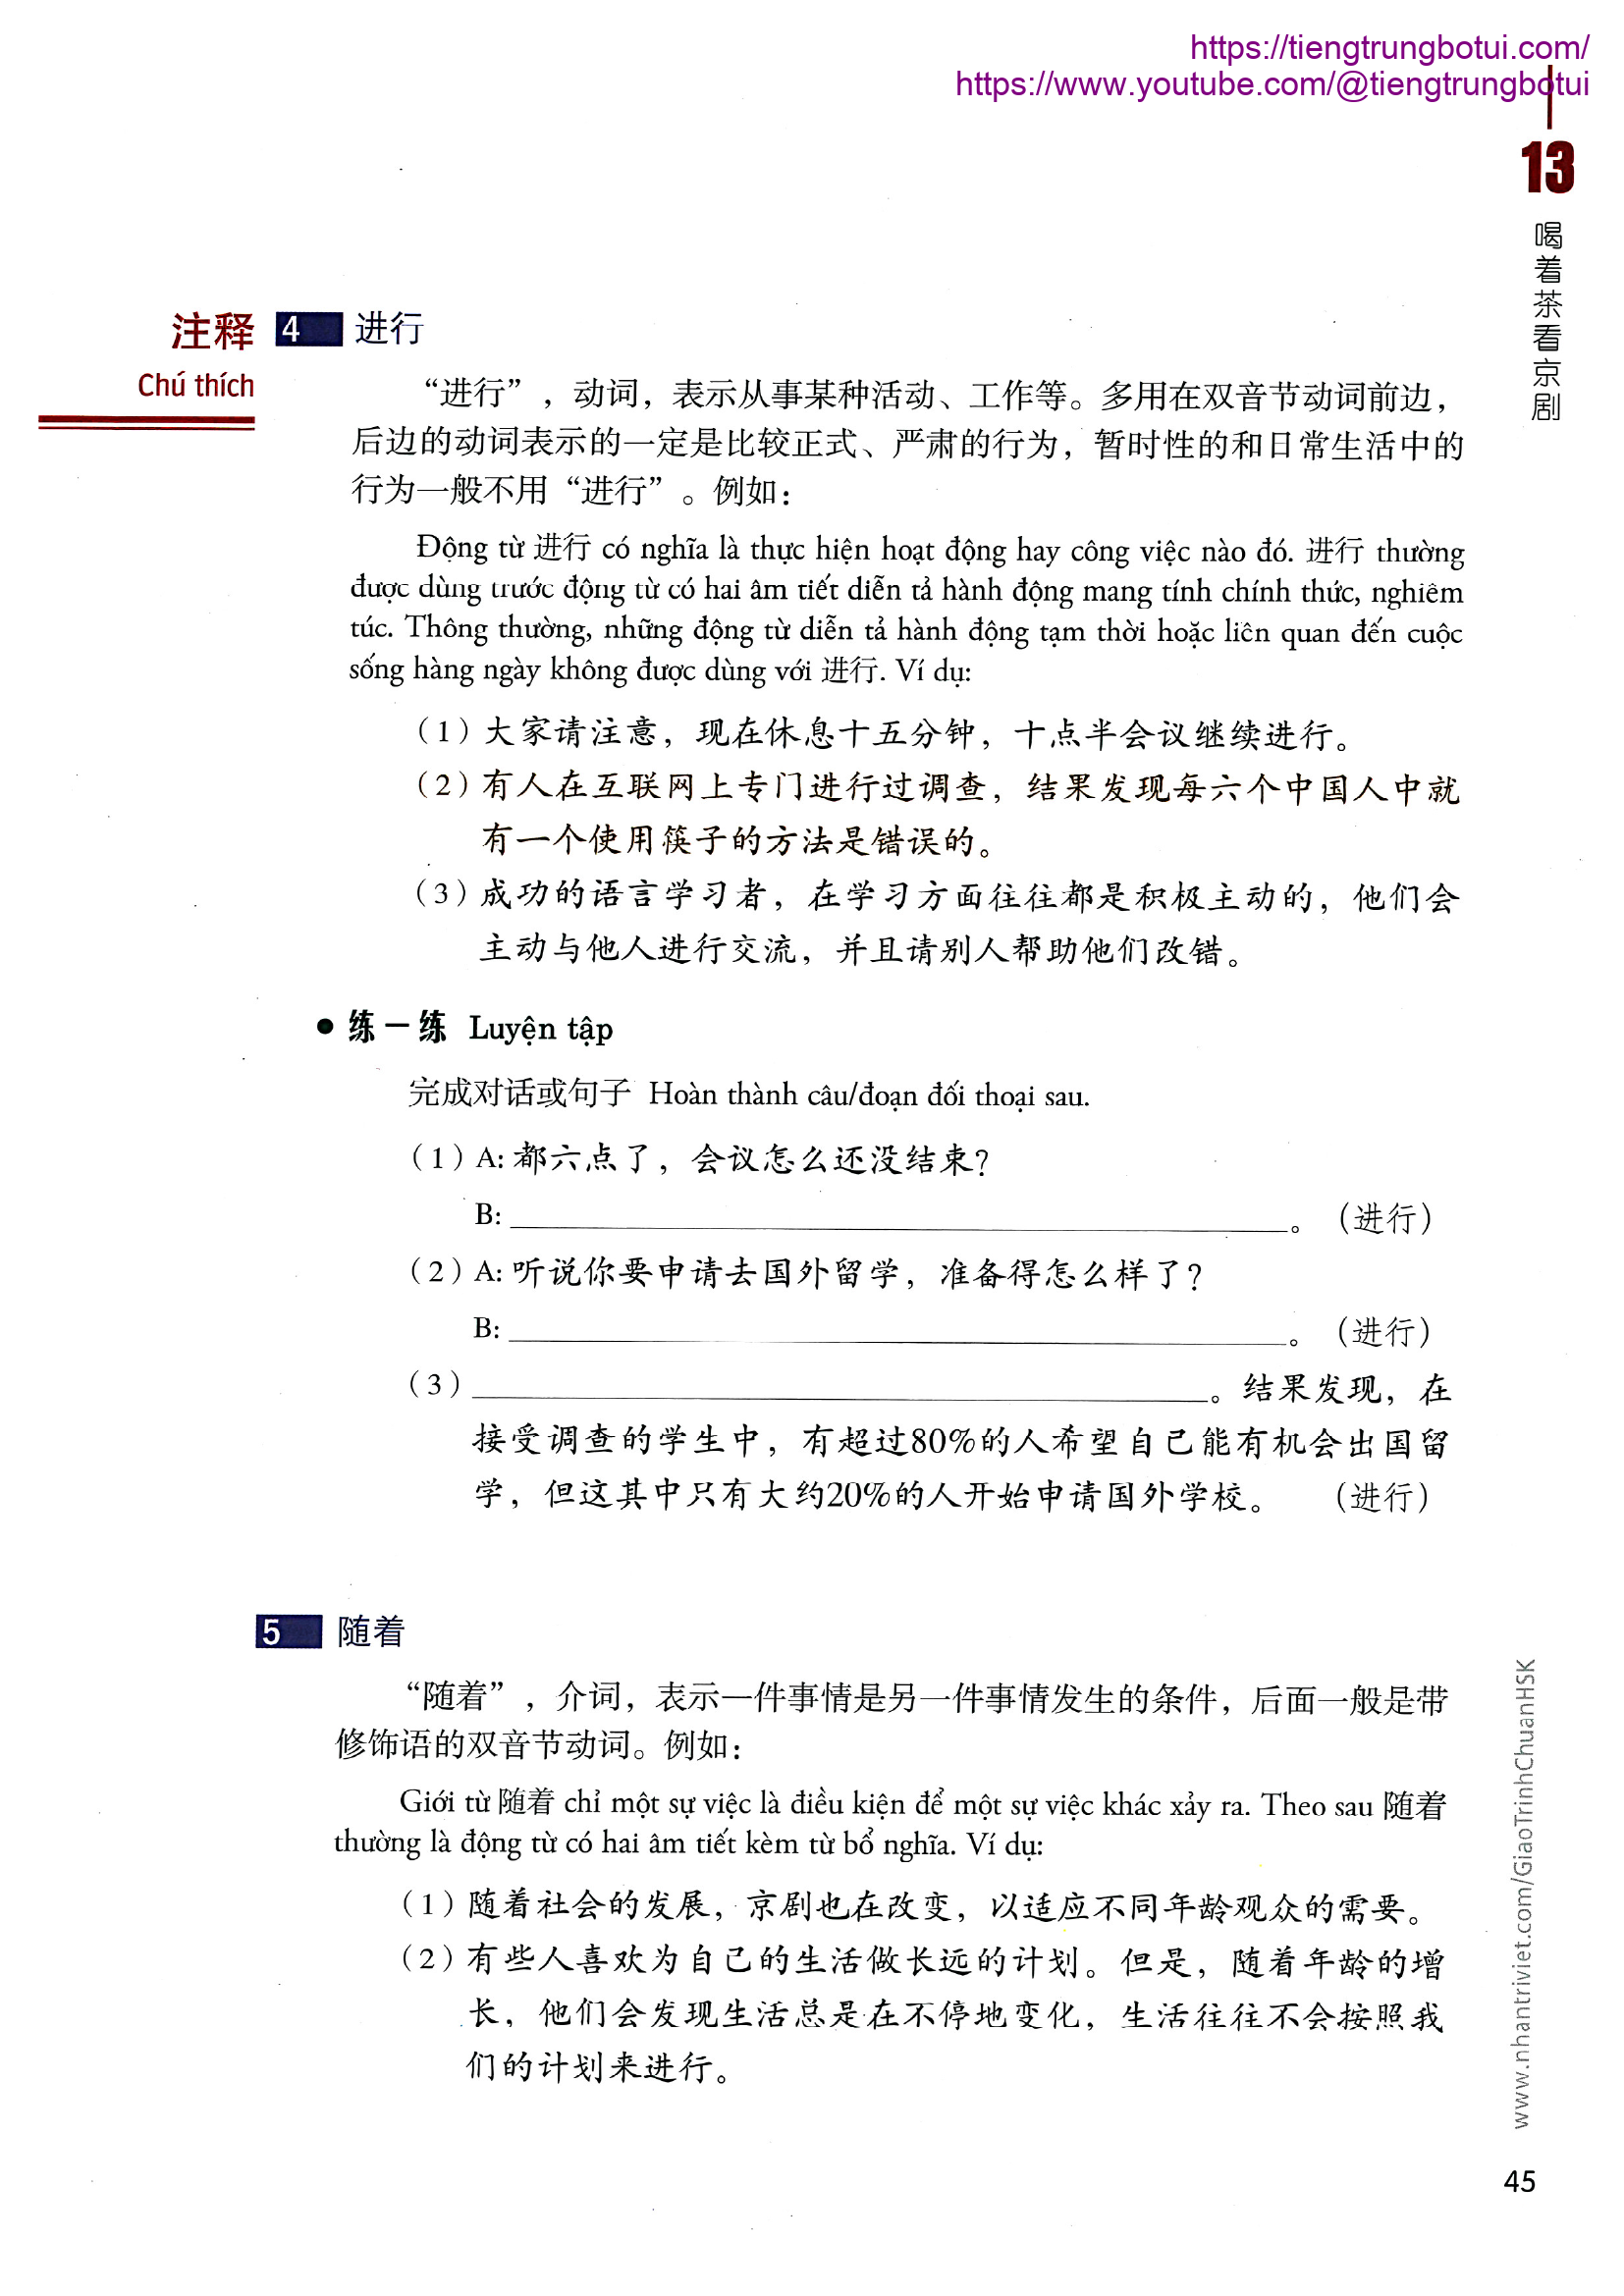 https://tiengtrungbotui.com/
https://www.youtube.com/@tiengtrungbotui
13
喝着茶看京剧
注释
Chú thích
4 进行
“进行”，动词，表示从事某种活动、工作等。多用在双音节动词前边，
后边的动词表示的一定是比较正式、严肃的行为，暂时性的和日常生活中的
行为一般不用“进行”。例如：
Động từ 进行 có nghĩa là thực hiện hoạt động hay công việc nào đó. 进行 thường
được dùng trước động từ có hai âm tiết diễn tả hành động mang tính chính thức, nghiêm
túc. Thông thường, những động từ diễn tả hành động tạm thời hoặc liên quan đến cuộc
sống hàng ngày không được dùng với 进行. Ví dụ:
（1）大家请注意，现在休息十五分钟，十点半会议继续进行。
（2）有人在互联网上专门进行过调查，结果发现每六个中国人中就
有一个使用筷子的方法是错误的。
（3）成功的语言学习者，在学习方面往往都是积极主动的，他们会
主动与他人进行交流，并且请别人帮助他们改错。
● 练一练 Luyện tập
完成对话或句子 Hoàn thành câu/đoạn đối thoại sau.
（1）A: 都六点了，会议怎么还没结束？
B: ______________________________。（进行）
（2）A: 听说你要申请去国外留学，准备得怎么样了？
B: ______________________________。（进行）
（3）______________________________。结果发现，在
接受调查的学生中，有超过80%的人希望自己能有机会出国留
学，但这其中只有大约20%的人开始申请国外学校。（进行）
5 随着
“随着”，介词，表示一件事情是另一件事情发生的条件，后面一般是带
修饰语的双音节动词。例如：
Giới từ 随着 chỉ một sự việc là điều kiện để một sự việc khác xảy ra. Theo sau 随着
thường là động từ có hai âm tiết kèm từ bổ nghĩa. Ví dụ:
（1）随着社会的发展，京剧也在改变，以适应不同年龄观众的需要。
（2）有些人喜欢为自己的生活做长远的计划。但是，随着年龄的增
长，他们会发现生活总是在不停地变化，生活往往不会按照我
们的计划来进行。
www.nhantriviet.com/GiaoTrinhChuanHSK
45